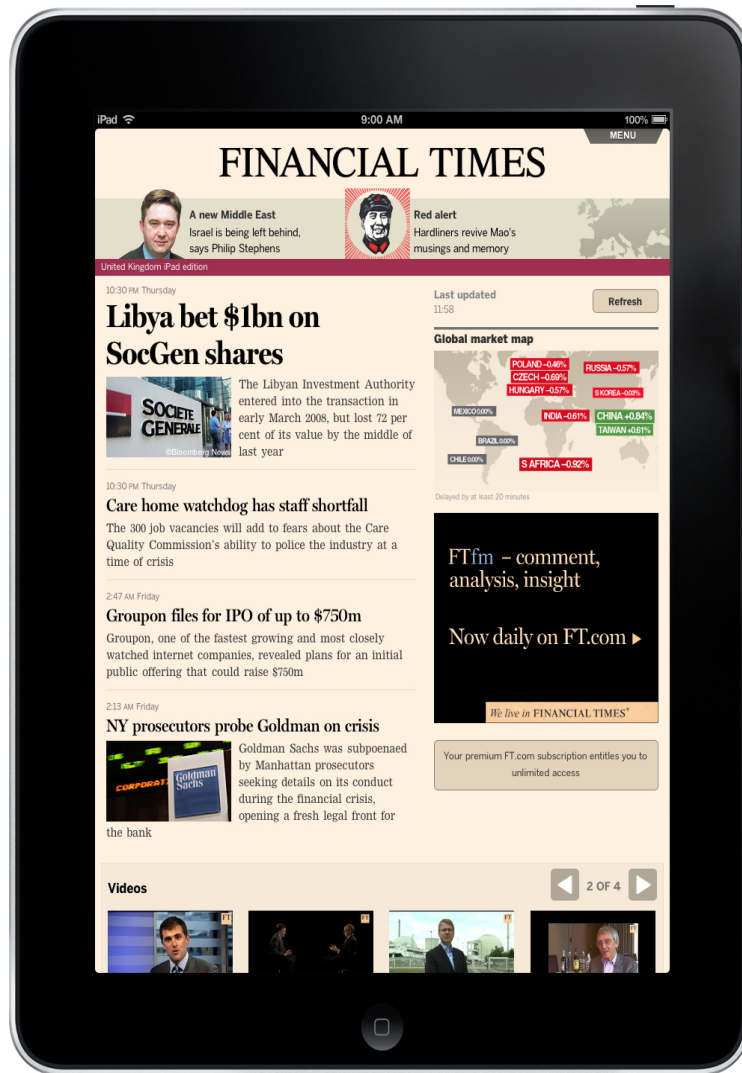 iPad
9:00 AM
100%
MENU
FINANCIAL TIMES
A new Middle East
Israel is being left behind,
says Philip Stephens
Red alert
Hardliners revive Mao's
musings and memory
United Kingdom iPad edition
10:30 PM Thursday
Libya bet $1bn on
SocGen shares
SOCIETE
GENERALE
©Bloomberg News
The Libyan Investment Authority
entered into the transaction in
early March 2008, but lost 72 per
cent of its value by the middle of
last year
10:30 PM Thursday
Care home watchdog has staff shortfall
The 300 job vacancies will add to fears about the Care
Quality Commission's ability to police the industry at a
time of crisis
2:47 AM Friday
Groupon files for IPO of up to $750m
Groupon, one of the fastest growing and most closely
watched internet companies, revealed plans for an initial
public offering that could raise $750m
2:13 AM Friday
NY prosecutors probe Goldman on crisis
CORPORAT
Goldman
Sachs
Goldman Sachs was subpoenaed
by Manhattan prosecutors
seeking details on its conduct
during the financial crisis,
opening a fresh legal front for
the bank
Last updated
11:58
Refresh
Global market map
POLAND -0.46%
RUSSIA -0.57%
CZECH -0.69%
HUNGARY -0.57%
S KOREA -0.03%
MEXICO 0.00%
INDIA -0.61%
CHINA +0.84%
TAIWAN +0.61%
BRAZIL 0.00%
CHILE 0.00%
S AFRICA -0.92%
Delayed by at least 20 minutes
FTfm – comment,
analysis, insight
Now daily on FT.com
We live in FINANCIAL TIMES®
Your premium FT.com subscription entitles you to
unlimited access
Videos
2 OF 4
FT
FT
FT
FT